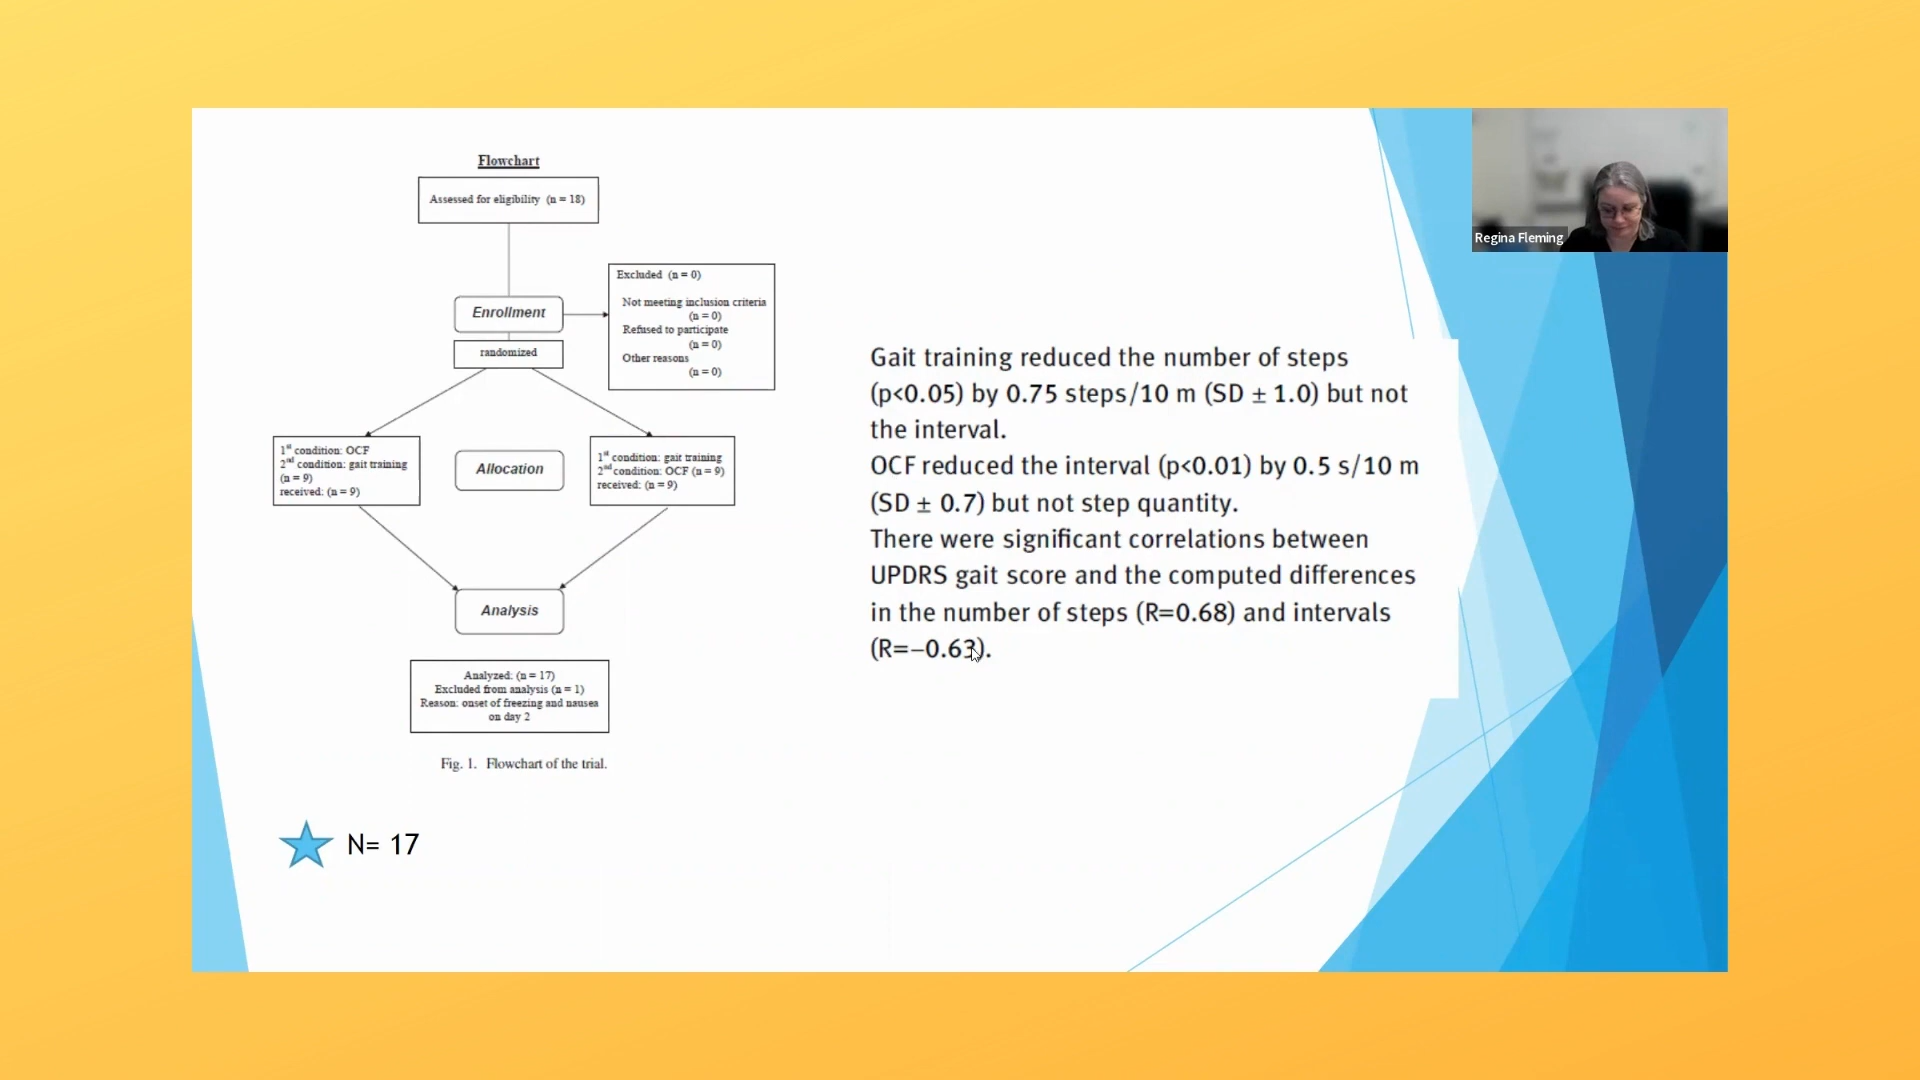 Flowchart
Assessed for eligibility (n = 18)
Enrollment
Excluded (n = 0)
Not meeting inclusion criteria
(n = 0)
Refused to participate
(n = 0)
Other reasons
(n = 0)
randomized
1st condition: OCF
2nd condition: gait training
(n = 9)
received: (n = 9)
Allocation
1st condition: gait training
2nd condition: OCF (n = 9)
received: (n = 9)
Analysis
Analyzed: (n = 17)
Excluded from analysis (n = 1)
Reason: onset of freezing and nausea
on day 2
Fig. 1. Flowchart of the trial.
N= 17
Gait training reduced the number of steps
(p<0.05) by 0.75 steps/10 m (SD ± 1.0) but not
the interval.
OCF reduced the interval (p<0.01) by 0.5 s/10 m
(SD ± 0.7) but not step quantity.
There were significant correlations between
UPDRS gait score and the computed differences
in the number of steps (R=0.68) and intervals
(R=−0.63).
Regina Fleming